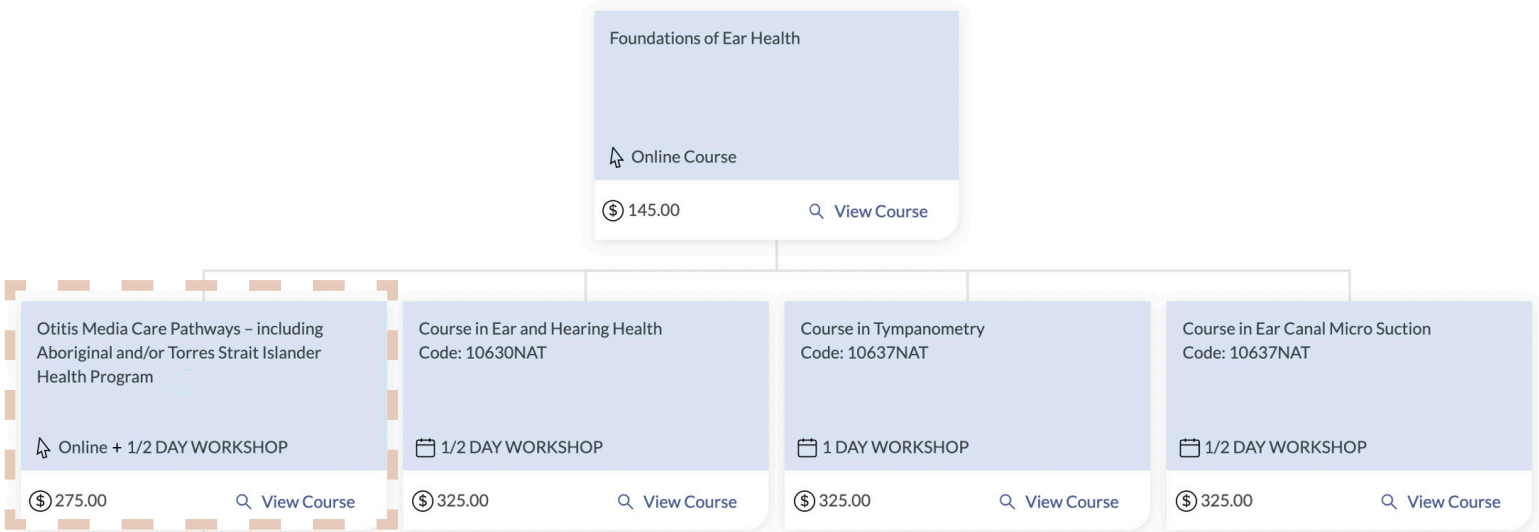 Foundations of Ear Health
Online Course
$ 145.00
View Course
Otitis Media Care Pathways – including
Aboriginal and/or Torres Strait Islander
Health Program
Online + 1/2 DAY WORKSHOP
$ 275.00
View Course
Course in Ear and Hearing Health
Code: 10630NAT
1/2 DAY WORKSHOP
$ 325.00
View Course
Course in Tympanometry
Code: 10637NAT
1 DAY WORKSHOP
$ 325.00
View Course
Course in Ear Canal Micro Suction
Code: 10637NAT
1/2 DAY WORKSHOP
$ 325.00
View Course